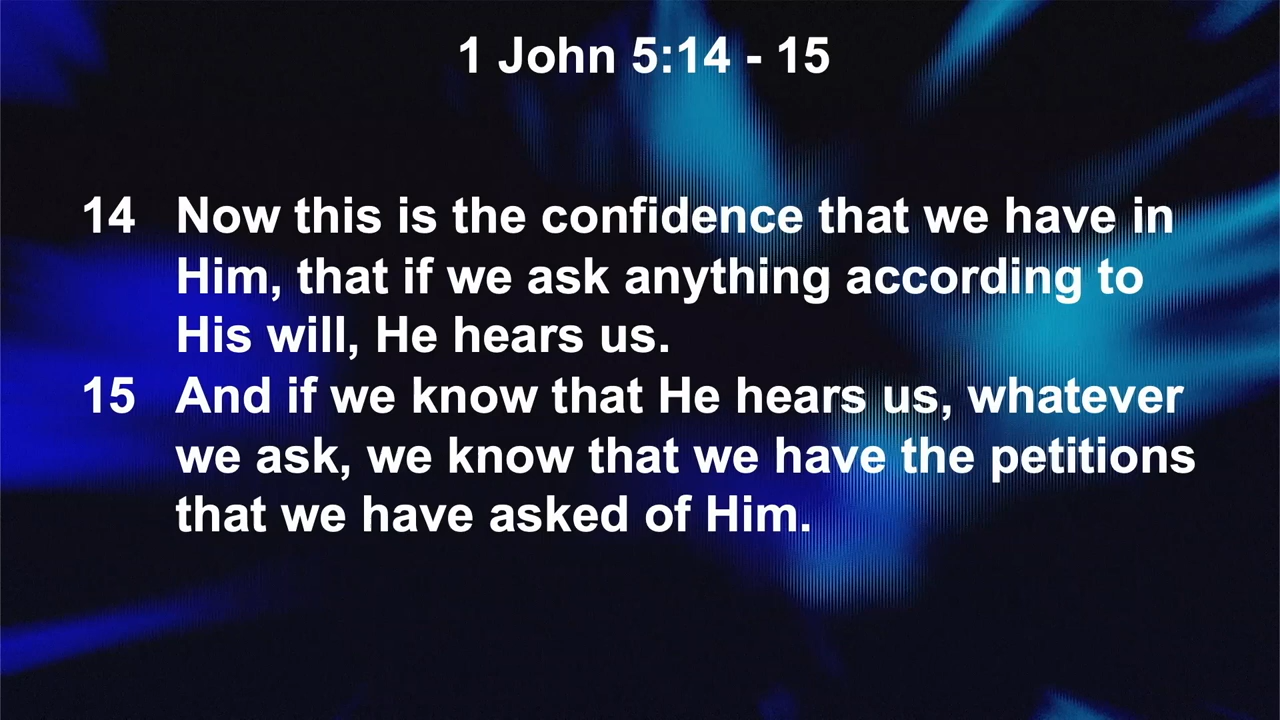 1 John 5:14 - 15
14 Now this is the confidence that we have in
Him, that if we ask anything according to
His will, He hears us.
15 And if we know that He hears us, whatever
we ask, we know that we have the petitions
that we have asked of Him.